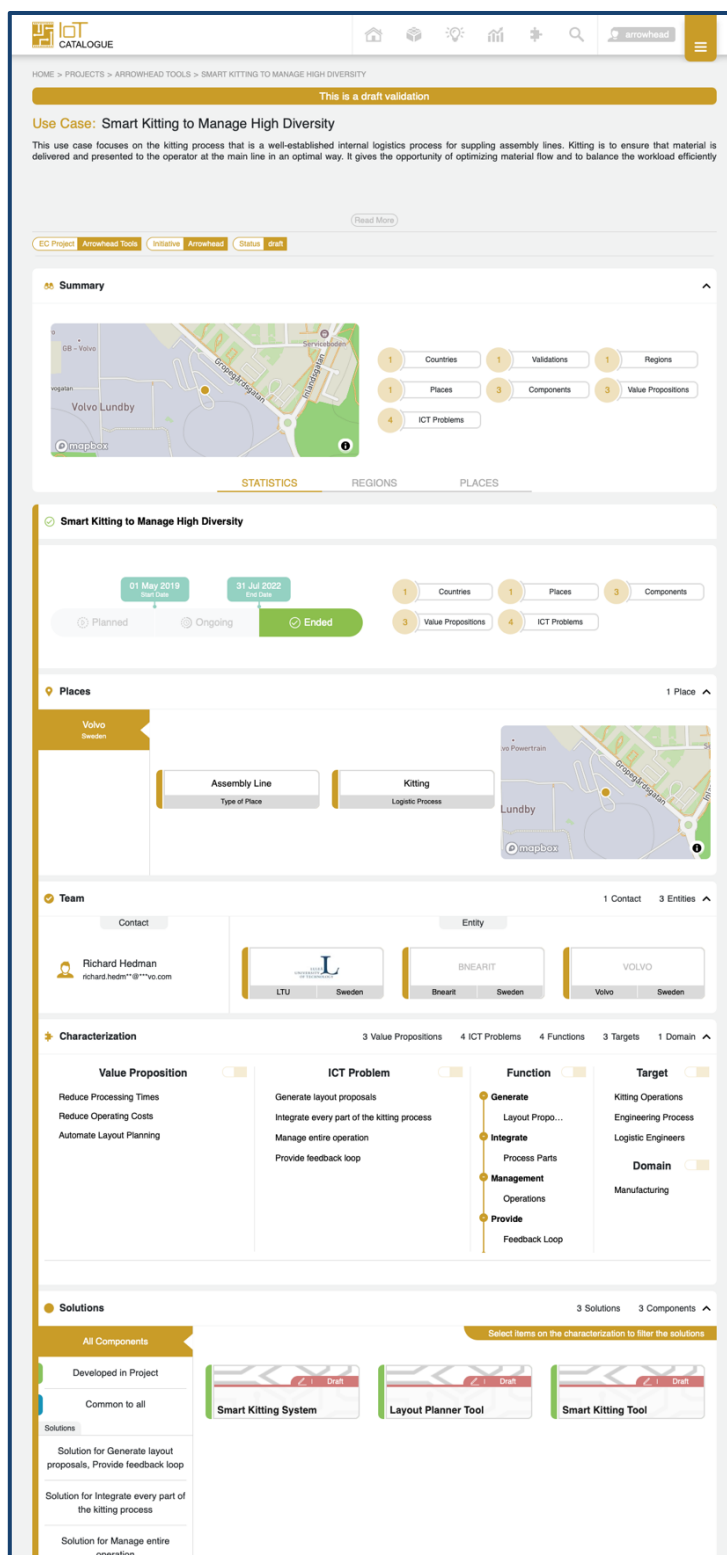 IoT
CATALOGUE
arrowhead
HOME > PROJECTS > ARROWHEAD TOOLS > SMART KITTING TO MANAGE HIGH DIVERSITY
This is a draft validation
Use Case: Smart Kitting to Manage High Diversity
This use case focuses on the kitting process that is a well-established internal logistics process for suppling assembly lines. Kitting is to ensure that material is
delivered and presented to the operator at the main line in an optimal way. It gives the opportunity of optimizing material flow and to balance the workload efficiently
Read More
EC Project Arrowhead Tools Initiative Arrowhead Status draft
Summary
GB - Volvo
Serviceboden
Gropegårdsgatan
Inlandsgatan
vogatan
Volvo Lundby
mapbox
1 Countries 1 Validations 1 Regions
1 Places 3 Components 3 Value Propositions
4 ICT Problems
STATISTICS REGIONS PLACES
Smart Kitting to Manage High Diversity
01 May 2019
Start Date
31 Jul 2022
End Date
Planned Ongoing Ended
1 Countries 1 Places 3 Components
3 Value Propositions 4 ICT Problems
Places 1 Place
Volvo
Sweden
Assembly Line
Type of Place
Kitting
Logistic Process
vo Powertrain
Gropegårdsgatan
Lundby
mapbox
Team 1 Contact 3 Entities
Contact Entity
Richard Hedman
richard.hedm**@***vo.com
LULEÅ
UNIVERSITY
OF TECHNOLOGY
L
LTU Sweden
BNEARIT
Bnearit Sweden
VOLVO
Volvo Sweden
Characterization 3 Value Propositions 4 ICT Problems 4 Functions 3 Targets 1 Domain
Value Proposition
Reduce Processing Times
Reduce Operating Costs
Automate Layout Planning
ICT Problem
Generate layout proposals
Integrate every part of the kitting process
Manage entire operation
Provide feedback loop
Function
Generate
Layout Propo...
Integrate
Process Parts
Management
Operations
Provide
Feedback Loop
Target
Kitting Operations
Engineering Process
Logistic Engineers
Domain
Manufacturing
Solutions 3 Solutions 3 Components
Select items on the characterization to filter the solutions
All Components
Developed in Project
Common to all
Solutions
Solution for Generate layout
proposals, Provide feedback loop
Solution for Integrate every part of
the kitting process
Solution for Manage entire
operation
Draft
Smart Kitting System
Draft
Layout Planner Tool
Draft
Smart Kitting Tool